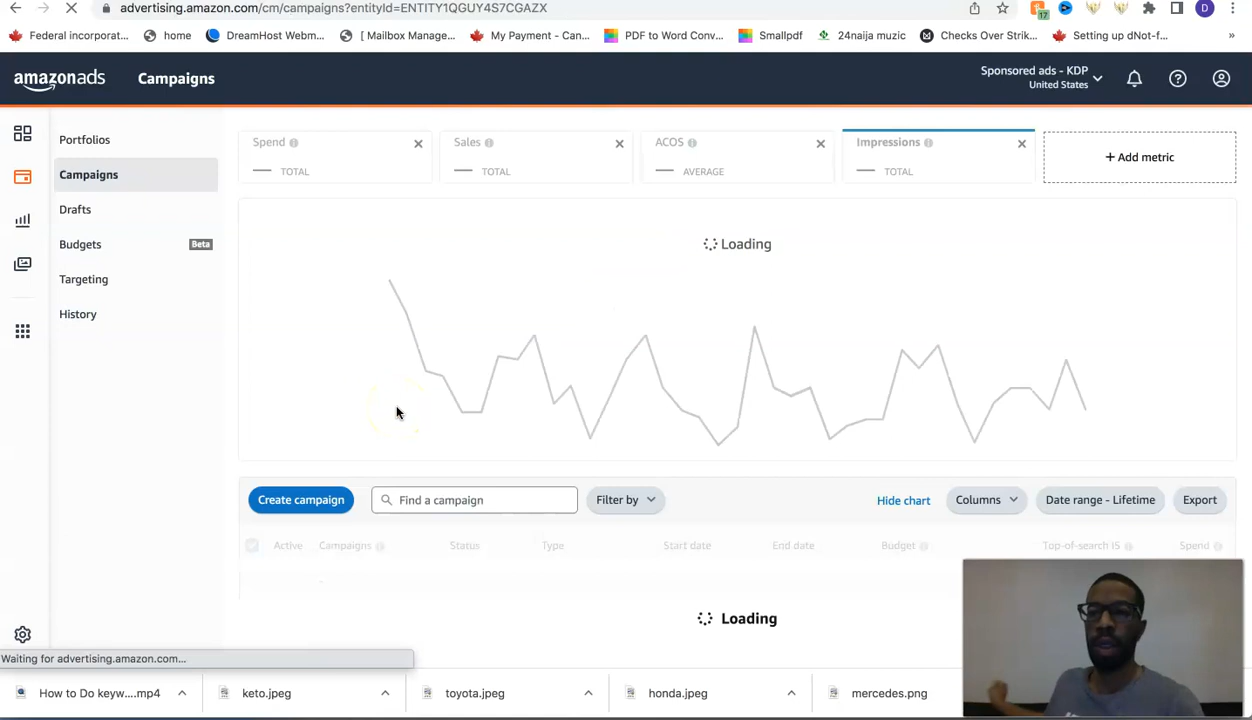 advertising.amazon.com/cm/campaigns?entityId=ENTITY1QGUY4S7CGAZX
17
D
Federal incorporat...
home
DreamHost Webm...
[ Mailbox Manage...
My Payment - Can...
PDF to Word Conv...
Smallpdf
24naija muzic
Checks Over Strik...
Setting up dNot-f...
»
amazonads
Campaigns
Sponsored ads - KDP
United States
Portfolios
Campaigns
Drafts
Budgets
Beta
Targeting
History
Spend
TOTAL
Sales
TOTAL
ACOS
AVERAGE
Impressions
TOTAL
+ Add metric
Loading
Create campaign
Find a campaign
Filter by
Hide chart
Columns
Date range - Lifetime
Export
Active
Campaigns
Status
Type
Start date
End date
Budget
Top-of-search IS
Spend
-
Loading
Waiting for advertising.amazon.com...
How to Do keyw....mp4
keto.jpeg
toyota.jpeg
honda.jpeg
mercedes.png